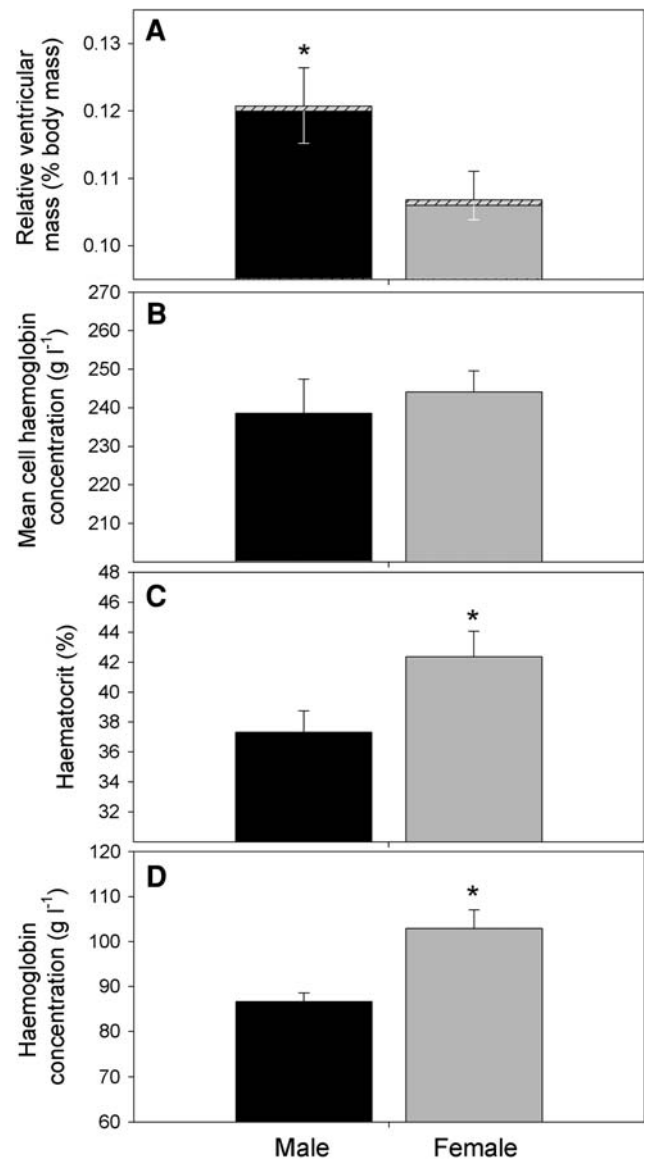 A
*
Relative ventricular
mass (% body mass)
0.13
0.12
0.11
0.10
B
Mean cell haemoglobin
concentration (g l⁻¹)
270
260
250
240
230
220
210
C
*
Haematocrit (%)
48
46
44
42
40
38
36
34
32
D
*
Haemoglobin
concentration (g l⁻¹)
120
110
100
90
80
70
60
Male Female